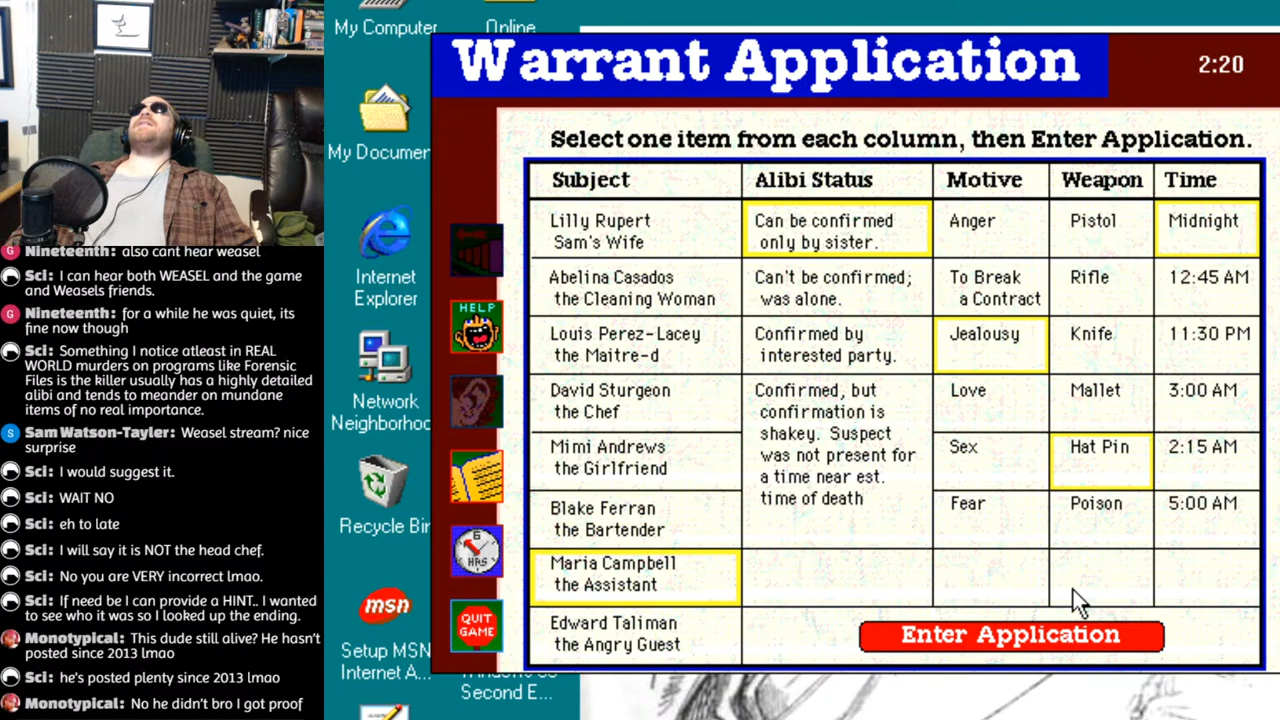 My Computer
Online
My Documen
Internet
Explorer
Network
Neighborhoo
Recycle Bin
msn
Setup MSN
Internet A...
Second E...
Warrant Application
2:20
Select one item from each column, then Enter Application.
Subject Alibi Status Motive Weapon Time
Lilly Rupert
Sam's Wife
Abelina Casados
the Cleaning Woman
Louis Perez-Lacey
the Maitre-d
David Sturgeon
the Chef
Mimi Andrews
the Girlfriend
Blake Ferran
the Bartender
Maria Campbell
the Assistant
Edward Taliman
the Angry Guest
Can be confirmed
only by sister.
Can't be confirmed;
was alone.
Confirmed by
interested party.
Confirmed, but
confirmation is
shakey. Suspect
was not present for
a time near est.
time of death
Anger
To Break
a Contract
Jealousy
Love
Sex
Fear
Pistol
Rifle
Knife
Mallet
Hat Pin
Poison
Midnight
12:45 AM
11:30 PM
3:00 AM
2:15 AM
5:00 AM
Enter Application
HELP
6
HRS
QUIT
GAME
G Nineteenth: also cant hear weasel
Sci: I can hear both WEASEL and the game
and Weasels friends.
G Nineteenth: for a while he was quiet, its
fine now though
Sci: Something I notice atleast in REAL
WORLD murders on programs like Forensic
Files is the killer usually has a highly detailed
alibi and tends to meander on mundane
items of no real importance.
S Sam Watson-Tayler: Weasel stream? nice
surprise
Sci: I would suggest it.
Sci: WAIT NO
Sci: eh to late
Sci: I will say it is NOT the head chef.
Sci: No you are VERY incorrect lmao.
Sci: If need be I can provide a HINT.. I wanted
to see who it was so I looked up the ending.
Monotypical: This dude still alive? He hasn't
posted since 2013 lmao
Sci: he's posted plenty since 2013 lmao
Monotypical: No he didn't bro I got proof